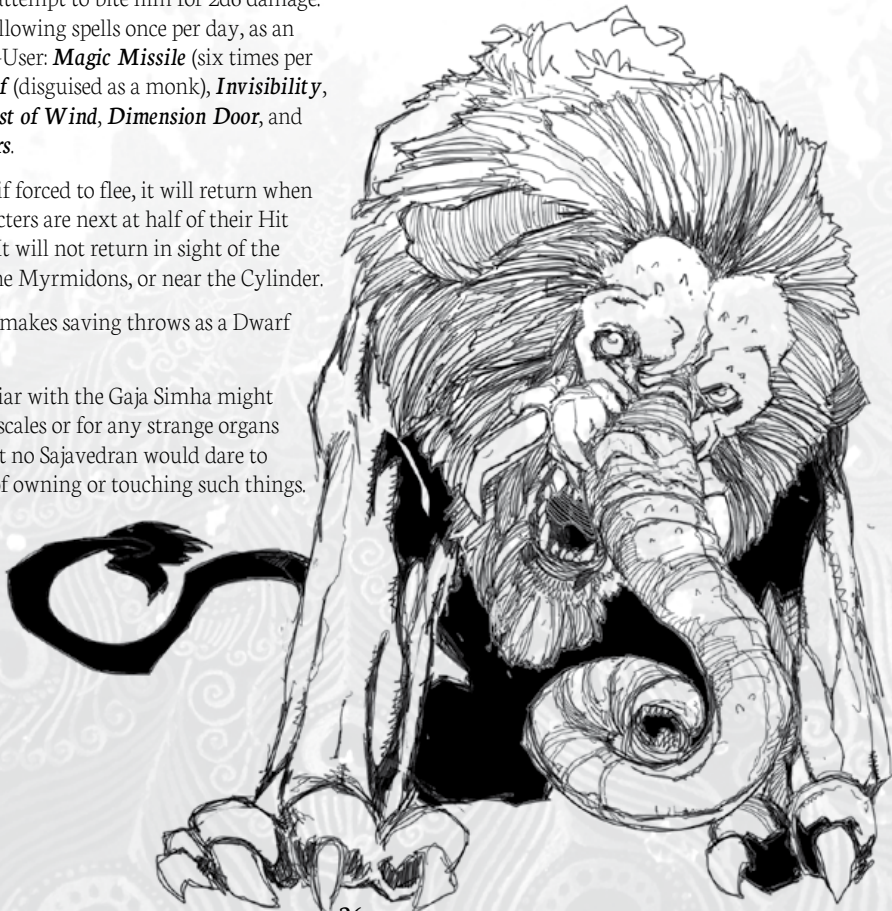 attempt to bite him for 2d6 damage.
llowing spells once per day, as an
-User: Magic Missile (six times per
f (disguised as a monk), Invisibility,
st of Wind, Dimension Door, and
rs.
if forced to flee, it will return when
cters are next at half of their Hit
It will not return in sight of the
he Myrmidons, or near the Cylinder.
makes saving throws as a Dwarf
iar with the Gaja Simha might
scales or for any strange organs
t no Sajavedran would dare to
of owning or touching such things.